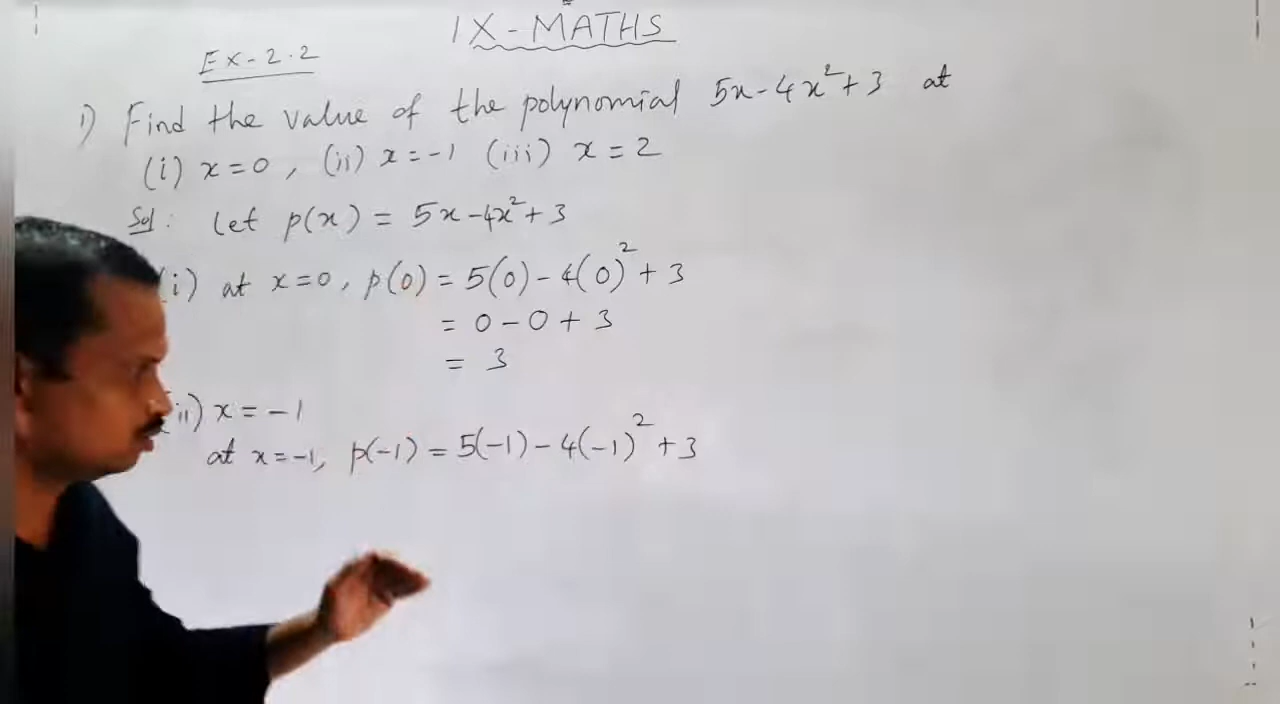 IX-MATHS
Ex-2.2
1) Find the value of the polynomial 5x-4x²+3 at
(i) x=0, (ii) x=-1 (iii) x=2
Sol: Let p(x) = 5x-4x²+3
(i) at x=0, p(0) = 5(0)-4(0)²+3
= 0-0+3
= 3
ii) x=-1
at x=-1, p(-1) = 5(-1)-4(-1)²+3